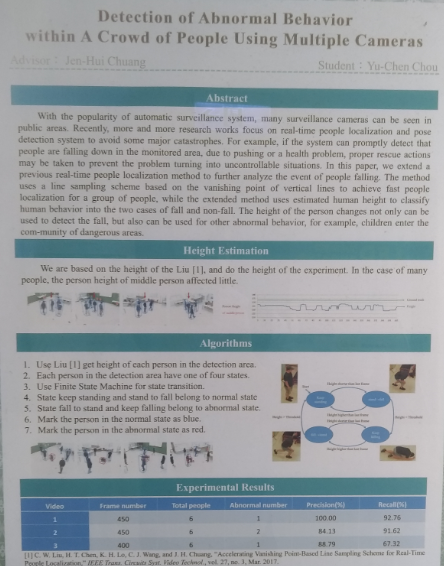 Detection of Abnormal Behavior
within A Crowd of People Using Multiple Cameras
Advisor : Jen-Hui Chuang
Student : Yu-Chen Chou
Abstract
With the popularity of automatic surveillance system, many surveillance cameras can be seen in
public areas. Recently, more and more research works focus on real-time people localization and pose
detection system to avoid some major catastrophes. For example, if the system can promptly detect that
people are falling down in the monitored area, due to pushing or a health problem, proper rescue actions
may be taken to prevent the problem turning into uncontrollable situations. In this paper, we extend a
previous real-time people localization method to further analyze the event of people falling. The method
uses a line sampling scheme based on the vanishing point of vertical lines to achieve fast people
localization for a group of people, while the extended method uses estimated human height to classify
human behavior into the two cases of fall and non-fall. The height of the person changes not only can be
used to detect the fall, but also can be used for other abnormal behavior, for example, children enter the
com-munity of dangerous areas.
Height Estimation
We are based on the height of the Liu [1], and do the height of the experiment. In the case of many
people, the person height of middle person affected little.
Algorithms
1. Use Liu [1] get height of each person in the detection area.
2. Each person in the detection area have one of four states.
3. Use Finite State Machine for state transition.
4. State keep standing and stand to fall belong to normal state
5. State fall to stand and keep falling belong to abnormal state.
6. Mark the person in the normal state as blue.
7. Mark the person in the abnormal state as red.
Experimental Results
Video Frame number Total people Abnormal number Precision(%) Recall(%)
1 450 6 1 100.00 92.76
2 450 6 2 84.13 91.62
3 400 6 1 88.79 67.32
[1] C. W. Liu, H. T. Chen, K. H. Lo, C. J. Wang, and J. H. Chuang, "Accelerating Vanishing Point-Based Line Sampling Scheme for Real-Time
People Localization," IEEE Trans. Circuits Syst. Video Technol., vol. 27, no. 3, Mar. 2017.